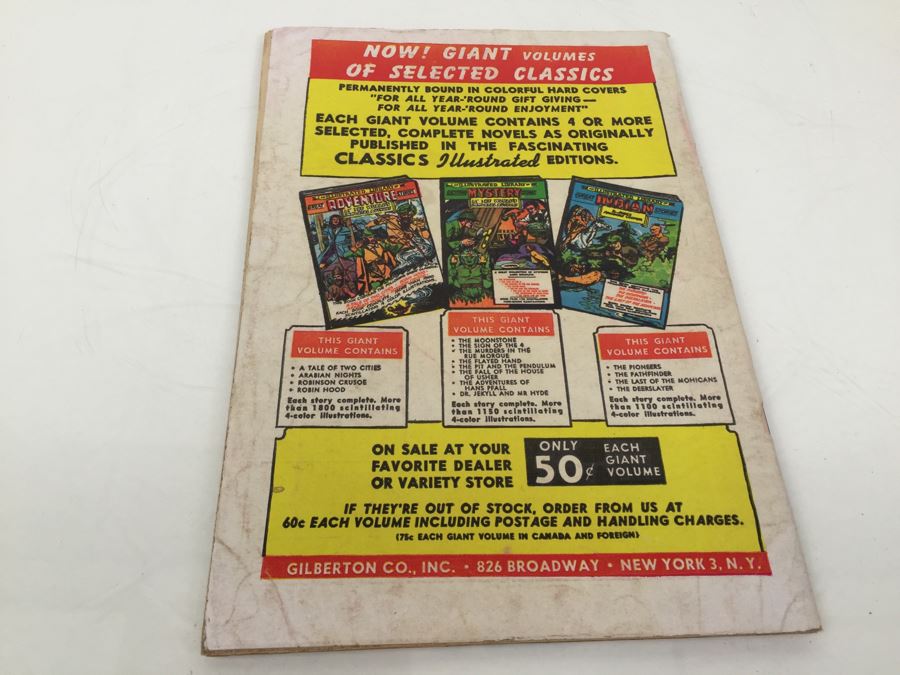 NOW! GIANT VOLUMES
OF SELECTED CLASSICS
PERMANENTLY BOUND IN COLORFUL HARD COVERS
"FOR ALL YEAR-'ROUND GIFT GIVING—
FOR ALL YEAR-'ROUND ENJOYMENT"
EACH GIANT VOLUME CONTAINS 4 OR MORE
SELECTED, COMPLETE NOVELS AS ORIGINALLY
PUBLISHED IN THE FASCINATING
CLASSICS Illustrated EDITIONS.
ILLUSTRATED LIBRARY
ADVENTURE
ILLUSTRATED LIBRARY
MYSTERY
ILLUSTRATED LIBRARY
INDIAN
THIS GIANT
VOLUME CONTAINS
• A TALE OF TWO CITIES
• ARABIAN NIGHTS
• ROBINSON CRUSOE
• ROBIN HOOD
Each story complete. More
than 1800 scintillating
4-color illustrations.
THIS GIANT
VOLUME CONTAINS
• THE MOONSTONE
• THE SIGN OF THE 4
• THE MURDERS IN THE
RUE MORGUE
• THE FLAYED HAND
• THE PIT AND THE PENDULUM
• THE FALL OF THE HOUSE
OF USHER
• THE ADVENTURES OF
HANS PFALL
• DR. JEKYLL AND MR HYDE
Each story complete. More
than 1150 scintillating
4-color illustrations.
THIS GIANT
VOLUME CONTAINS
• THE PIONEERS
• THE PATHFINDER
• THE LAST OF THE MOHICANS
• THE DEERSLAYER
Each story complete. More
than 1100 scintillating
4-color illustrations.
ON SALE AT YOUR
FAVORITE DEALER
OR VARIETY STORE
ONLY
50¢
EACH
GIANT
VOLUME
IF THEY'RE OUT OF STOCK, ORDER FROM US AT
60c EACH VOLUME INCLUDING POSTAGE AND HANDLING CHARGES.
(75c EACH GIANT VOLUME IN CANADA AND FOREIGN)
GILBERTON CO., INC. • 826 BROADWAY • NEW YORK 3, N. Y.